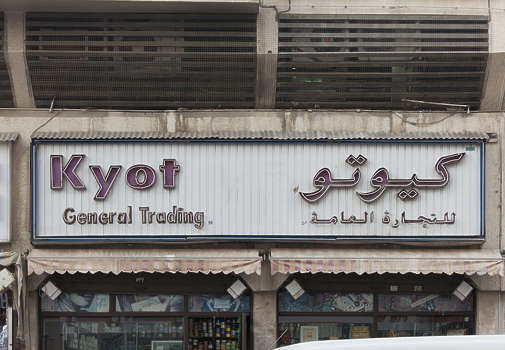 Kyot
General Trading
كيوتو
للتجارة العامة